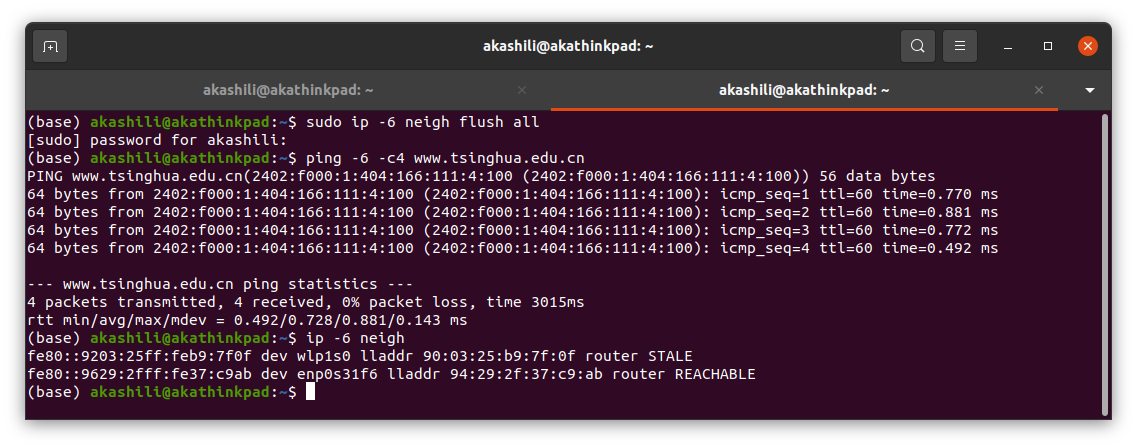 akashili@akathinkpad: ~
akashili@akathinkpad: ~
akashili@akathinkpad: ~
(base) akashili@akathinkpad:~$ sudo ip -6 neigh flush all
[sudo] password for akashili:
(base) akashili@akathinkpad:~$ ping -6 -c4 www.tsinghua.edu.cn
PING www.tsinghua.edu.cn(2402:f000:1:404:166:111:4:100 (2402:f000:1:404:166:111:4:100)) 56 data bytes
64 bytes from 2402:f000:1:404:166:111:4:100 (2402:f000:1:404:166:111:4:100): icmp_seq=1 ttl=60 time=0.770 ms
64 bytes from 2402:f000:1:404:166:111:4:100 (2402:f000:1:404:166:111:4:100): icmp_seq=2 ttl=60 time=0.881 ms
64 bytes from 2402:f000:1:404:166:111:4:100 (2402:f000:1:404:166:111:4:100): icmp_seq=3 ttl=60 time=0.772 ms
64 bytes from 2402:f000:1:404:166:111:4:100 (2402:f000:1:404:166:111:4:100): icmp_seq=4 ttl=60 time=0.492 ms

--- www.tsinghua.edu.cn ping statistics ---
4 packets transmitted, 4 received, 0% packet loss, time 3015ms
rtt min/avg/max/mdev = 0.492/0.728/0.881/0.143 ms
(base) akashili@akathinkpad:~$ ip -6 neigh
fe80::9203:25ff:feb9:7f0f dev wlp1s0 lladdr 90:03:25:b9:7f:0f router STALE
fe80::9629:2fff:fe37:c9ab dev enp0s31f6 lladdr 94:29:2f:37:c9:ab router REACHABLE
(base) akashili@akathinkpad:~$